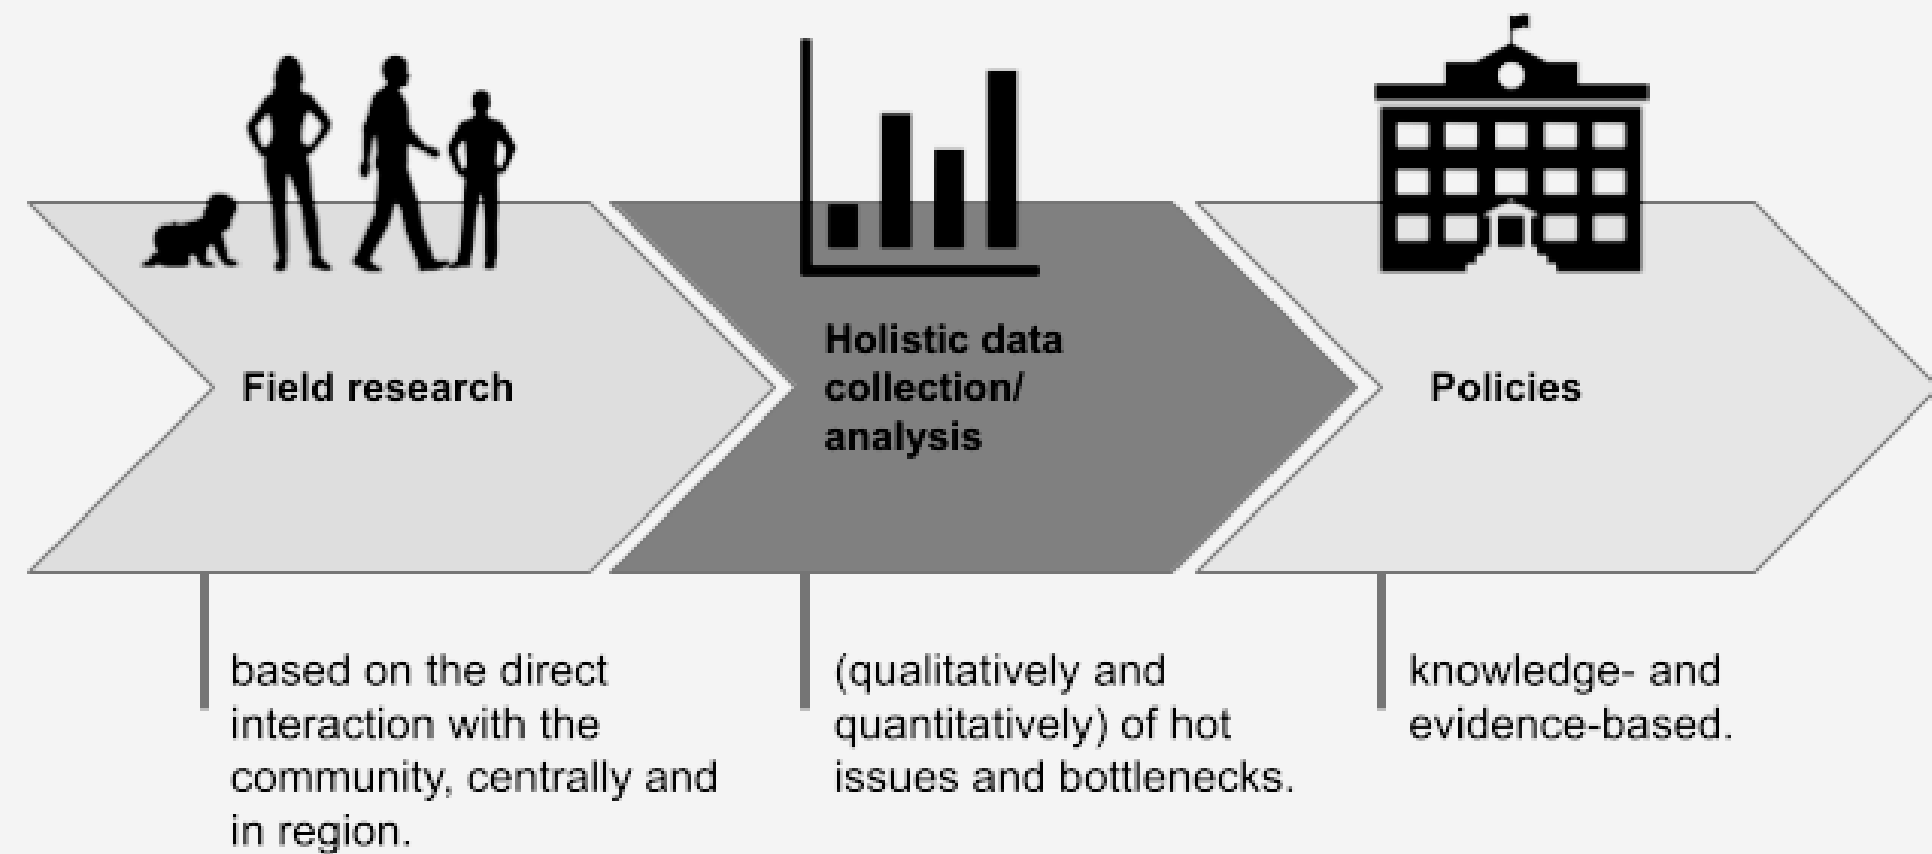 Field research
Holistic data
collection/
analysis
Policies
based on the direct
interaction with the
community, centrally and
in region.
(qualitatively and
quantitatively) of hot
issues and bottlenecks.
knowledge- and
evidence-based.